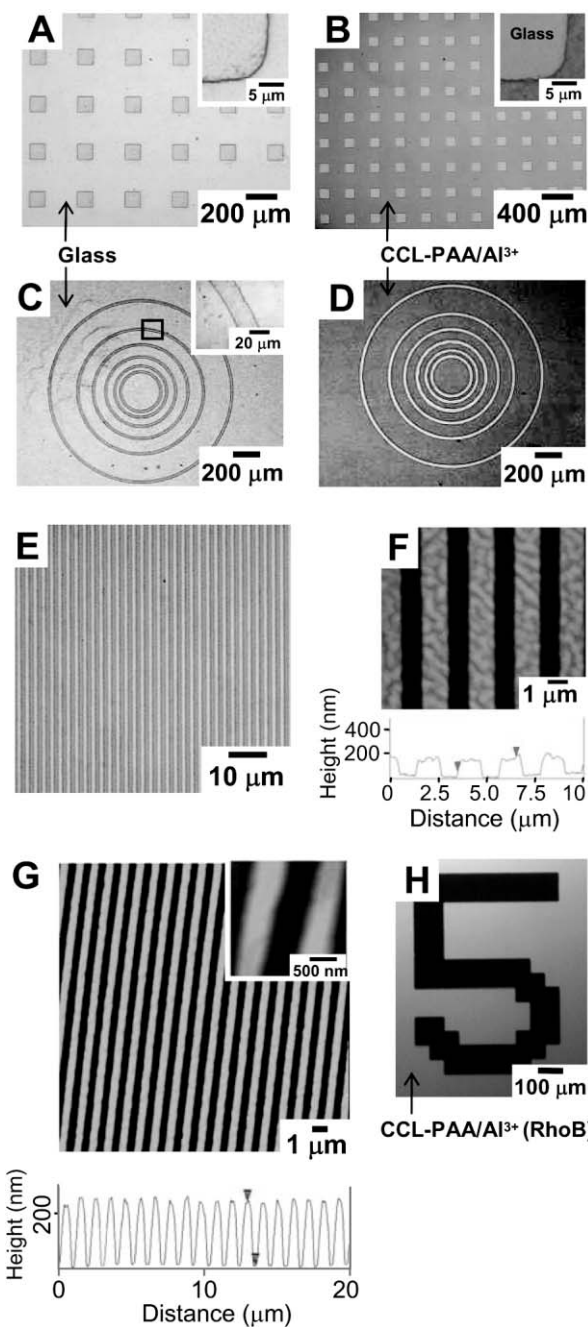 A
5 μm
200 μm
B
Glass
5 μm
400 μm
Glass
CCL-PAA/Al³⁺
C
20 μm
200 μm
D
200 μm
E
10 μm
F
1 μm
Height (nm)
400
200
0
2.5
5.0
7.5
10
Distance (μm)
G
500 nm
1 μm
Height (nm)
200
0
10
20
Distance (μm)
H
100 μm
5
CCL-PAA/Al³⁺ (RhoB)